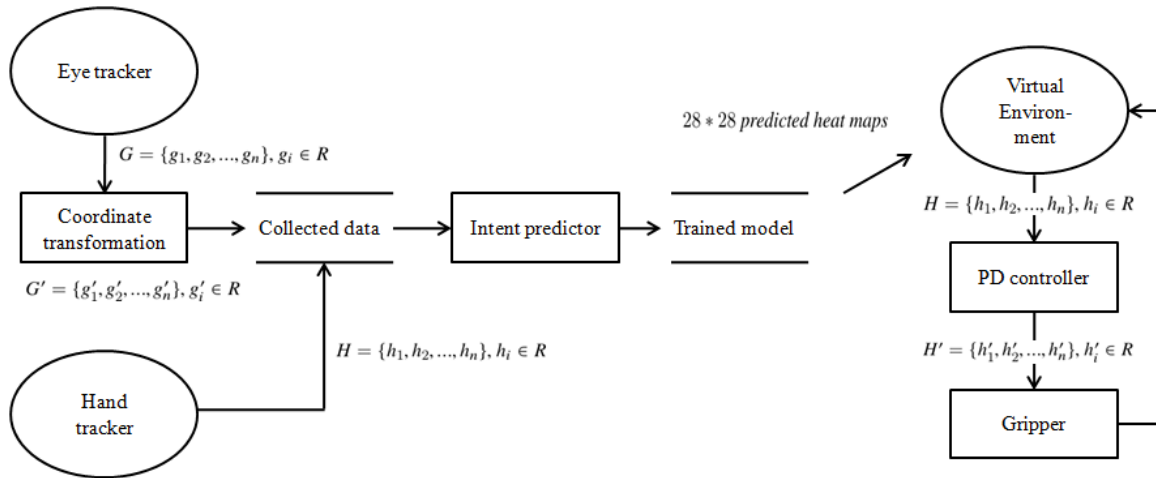 Eye tracker
G = {g₁, g₂, ..., gₙ}, gᵢ ∈ R
Coordinate
transformation
G′ = {g′₁, g′₂, ..., g′ₙ}, g′ᵢ ∈ R
Collected data
Hand
tracker
H = {h₁, h₂, ..., hₙ}, hᵢ ∈ R
Intent predictor
Trained model
28 * 28 predicted heat maps
Virtual
Environ-
ment
H = {h₁, h₂, ..., hₙ}, hᵢ ∈ R
PD controller
H′ = {h′₁, h′₂, ..., h′ₙ}, h′ᵢ ∈ R
Gripper